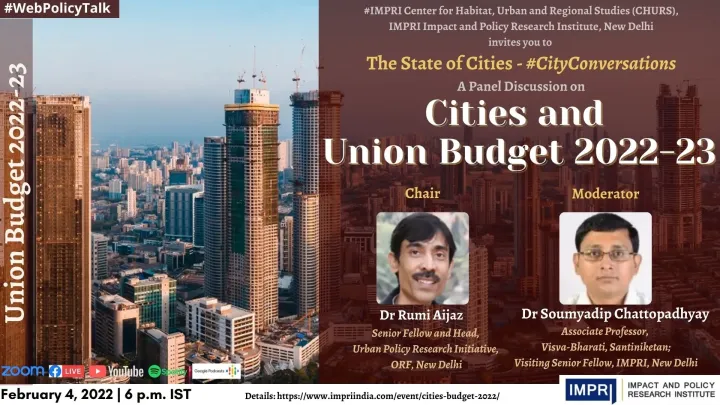 #WebPolicyTalk
#IMPRI Center for Habitat, Urban and Regional Studies (CHURS),
IMPRI Impact and Policy Research Institute, New Delhi
invites you to
The State of Cities - #CityConversations
A Panel Discussion on
Cities and
Union Budget 2022-23
Union Budget 2022-23
Chair
Dr Rumi Aijaz
Senior Fellow and Head,
Urban Policy Research Initiative,
ORF, New Delhi
Moderator
Dr Soumyadip Chattopadhyay
Associate Professor,
Visva-Bharati, Santiniketan;
Visiting Senior Fellow, IMPRI, New Delhi
zoom LIVE YouTube Spotify Google Podcasts
February 4, 2022 | 6 p.m. IST
Details: https://www.impriindia.com/event/cities-budget-2022/
IMPRI IMPACT AND POLICY
RESEARCH INSTITUTE